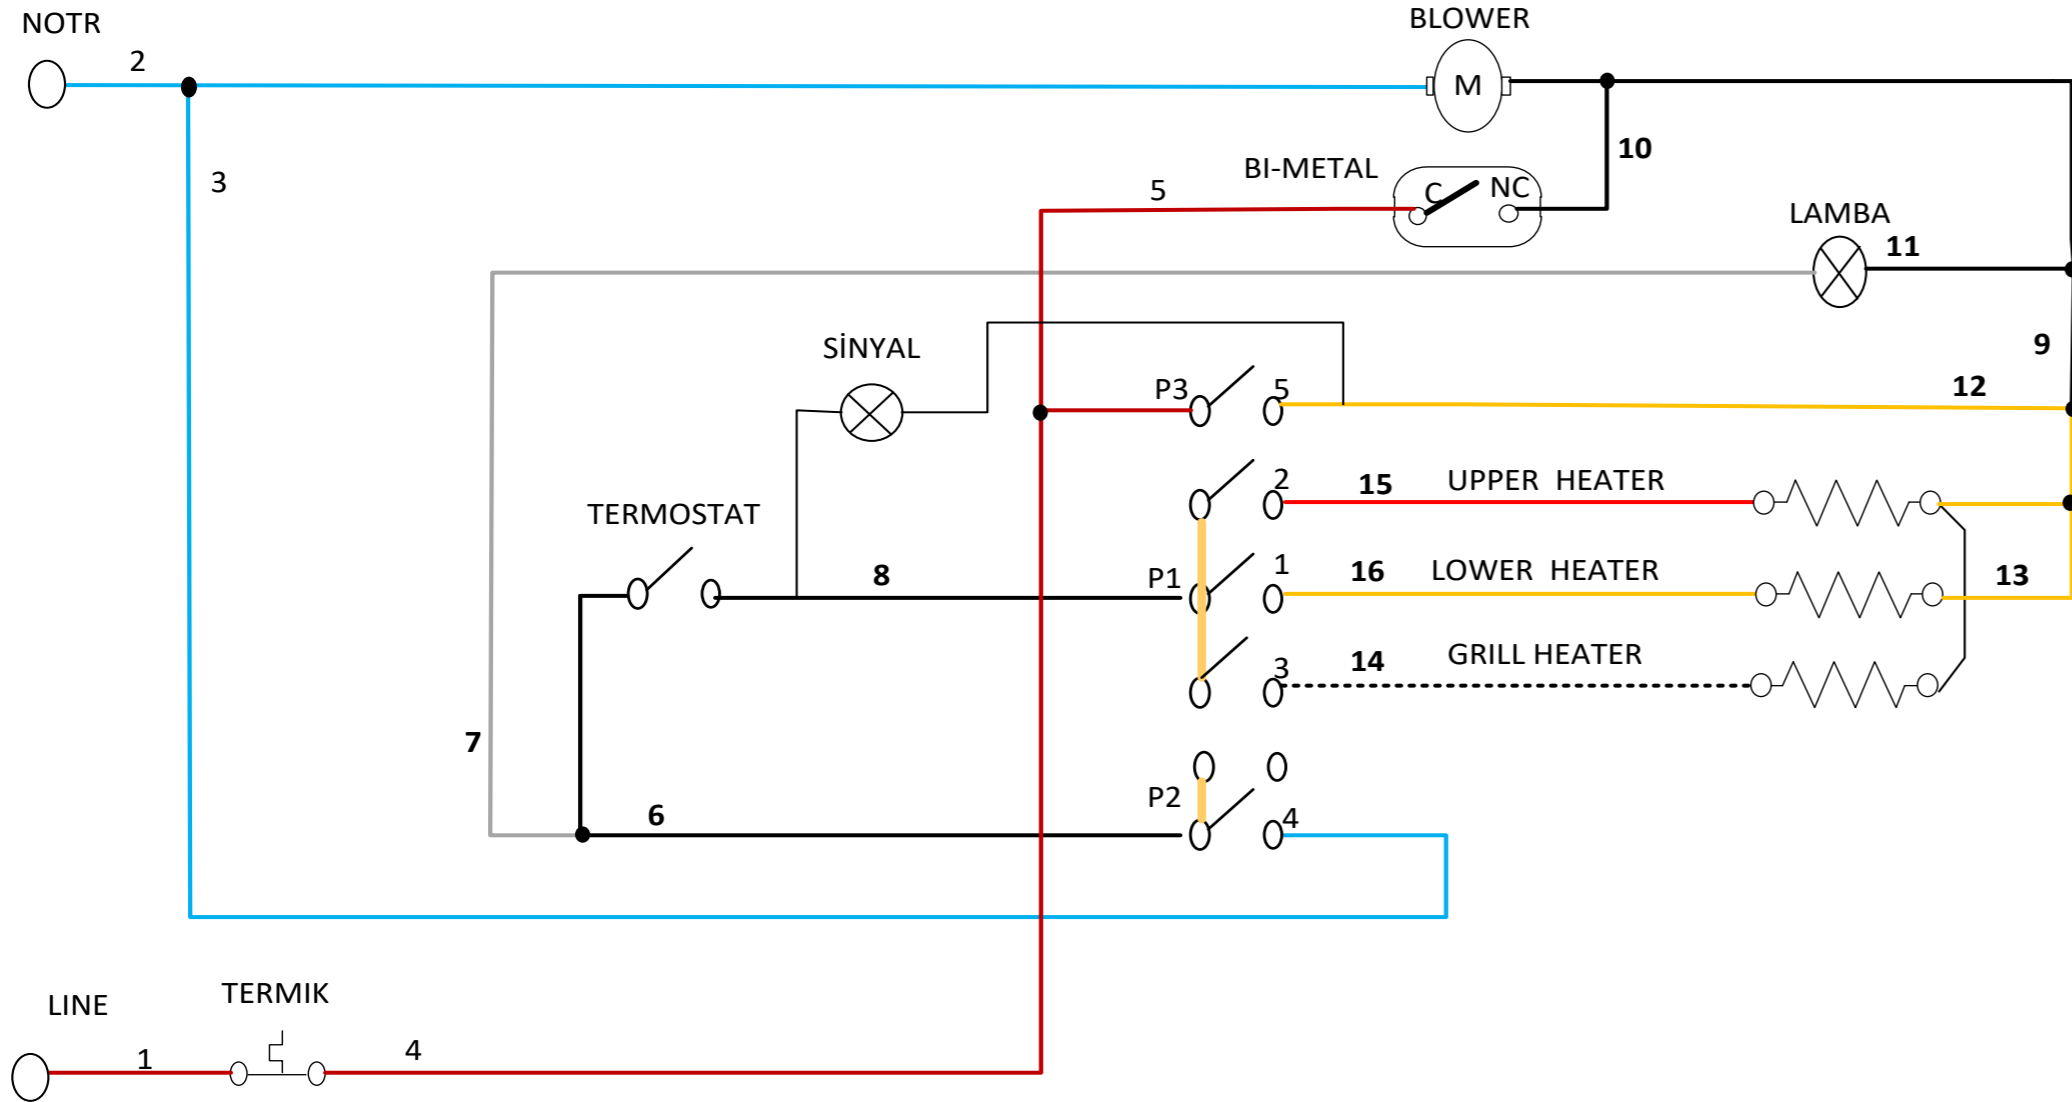 NOTR
BLOWER
2
M
3
10
BI-METAL
5
C
NC
LAMBA
11
SİNYAL
9
P3
5
12
2
15
UPPER HEATER
TERMOSTAT
8
P1
1
16
LOWER HEATER
13
3
14
GRILL HEATER
7
6
P2
4
LINE
TERMIK
1
4